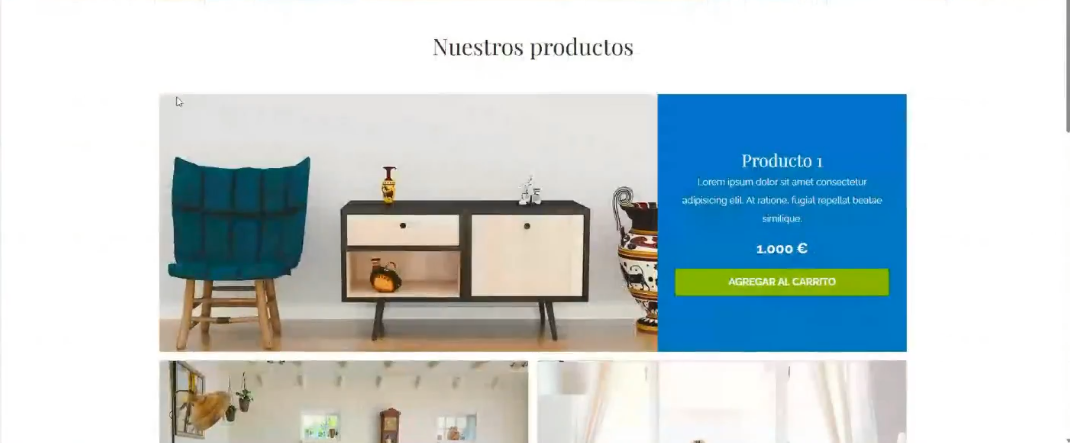 Nuestros productos
Producto 1
Lorem ipsum dolor sit amet consectetur
adipisicing elit. At ratione, fugiat repellat beatae
similique.
1.000 €
AGREGAR AL CARRITO